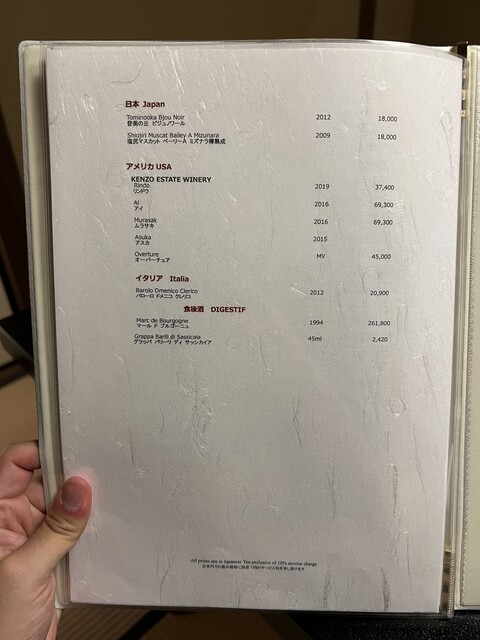 日本 Japan
Tominooka Bjou Noir 2012 18,000
登美の丘 ビジュノワール
Shiojiri Muscat Bailey A Mizunara 2009 18,000
塩尻マスカット ベーリーA ミズナラ樽熟成
アメリカ USA
KENZO ESTATE WINERY
Rindo 2019 37,400
リンドウ
Ai 2016 69,300
アイ
Murasak 2016 69,300
ムラサキ
Asuka 2015
アスカ
Overture MV 45,000
オーバーチュア
イタリア Italia
Barolo Dmenico Clerico 2012 20,900
バローロ ドメニコ クレリコ
食後酒 DIGESTIF
Marc de Bourgogne 1994 261,800
マール ド ブルゴーニュ
Grappa Barili di Sassicaia 45ml 2,420
グラッパ バリーリ ディ サッシカイア
All prices are in Japanese Yen exclusive of 10% service charge